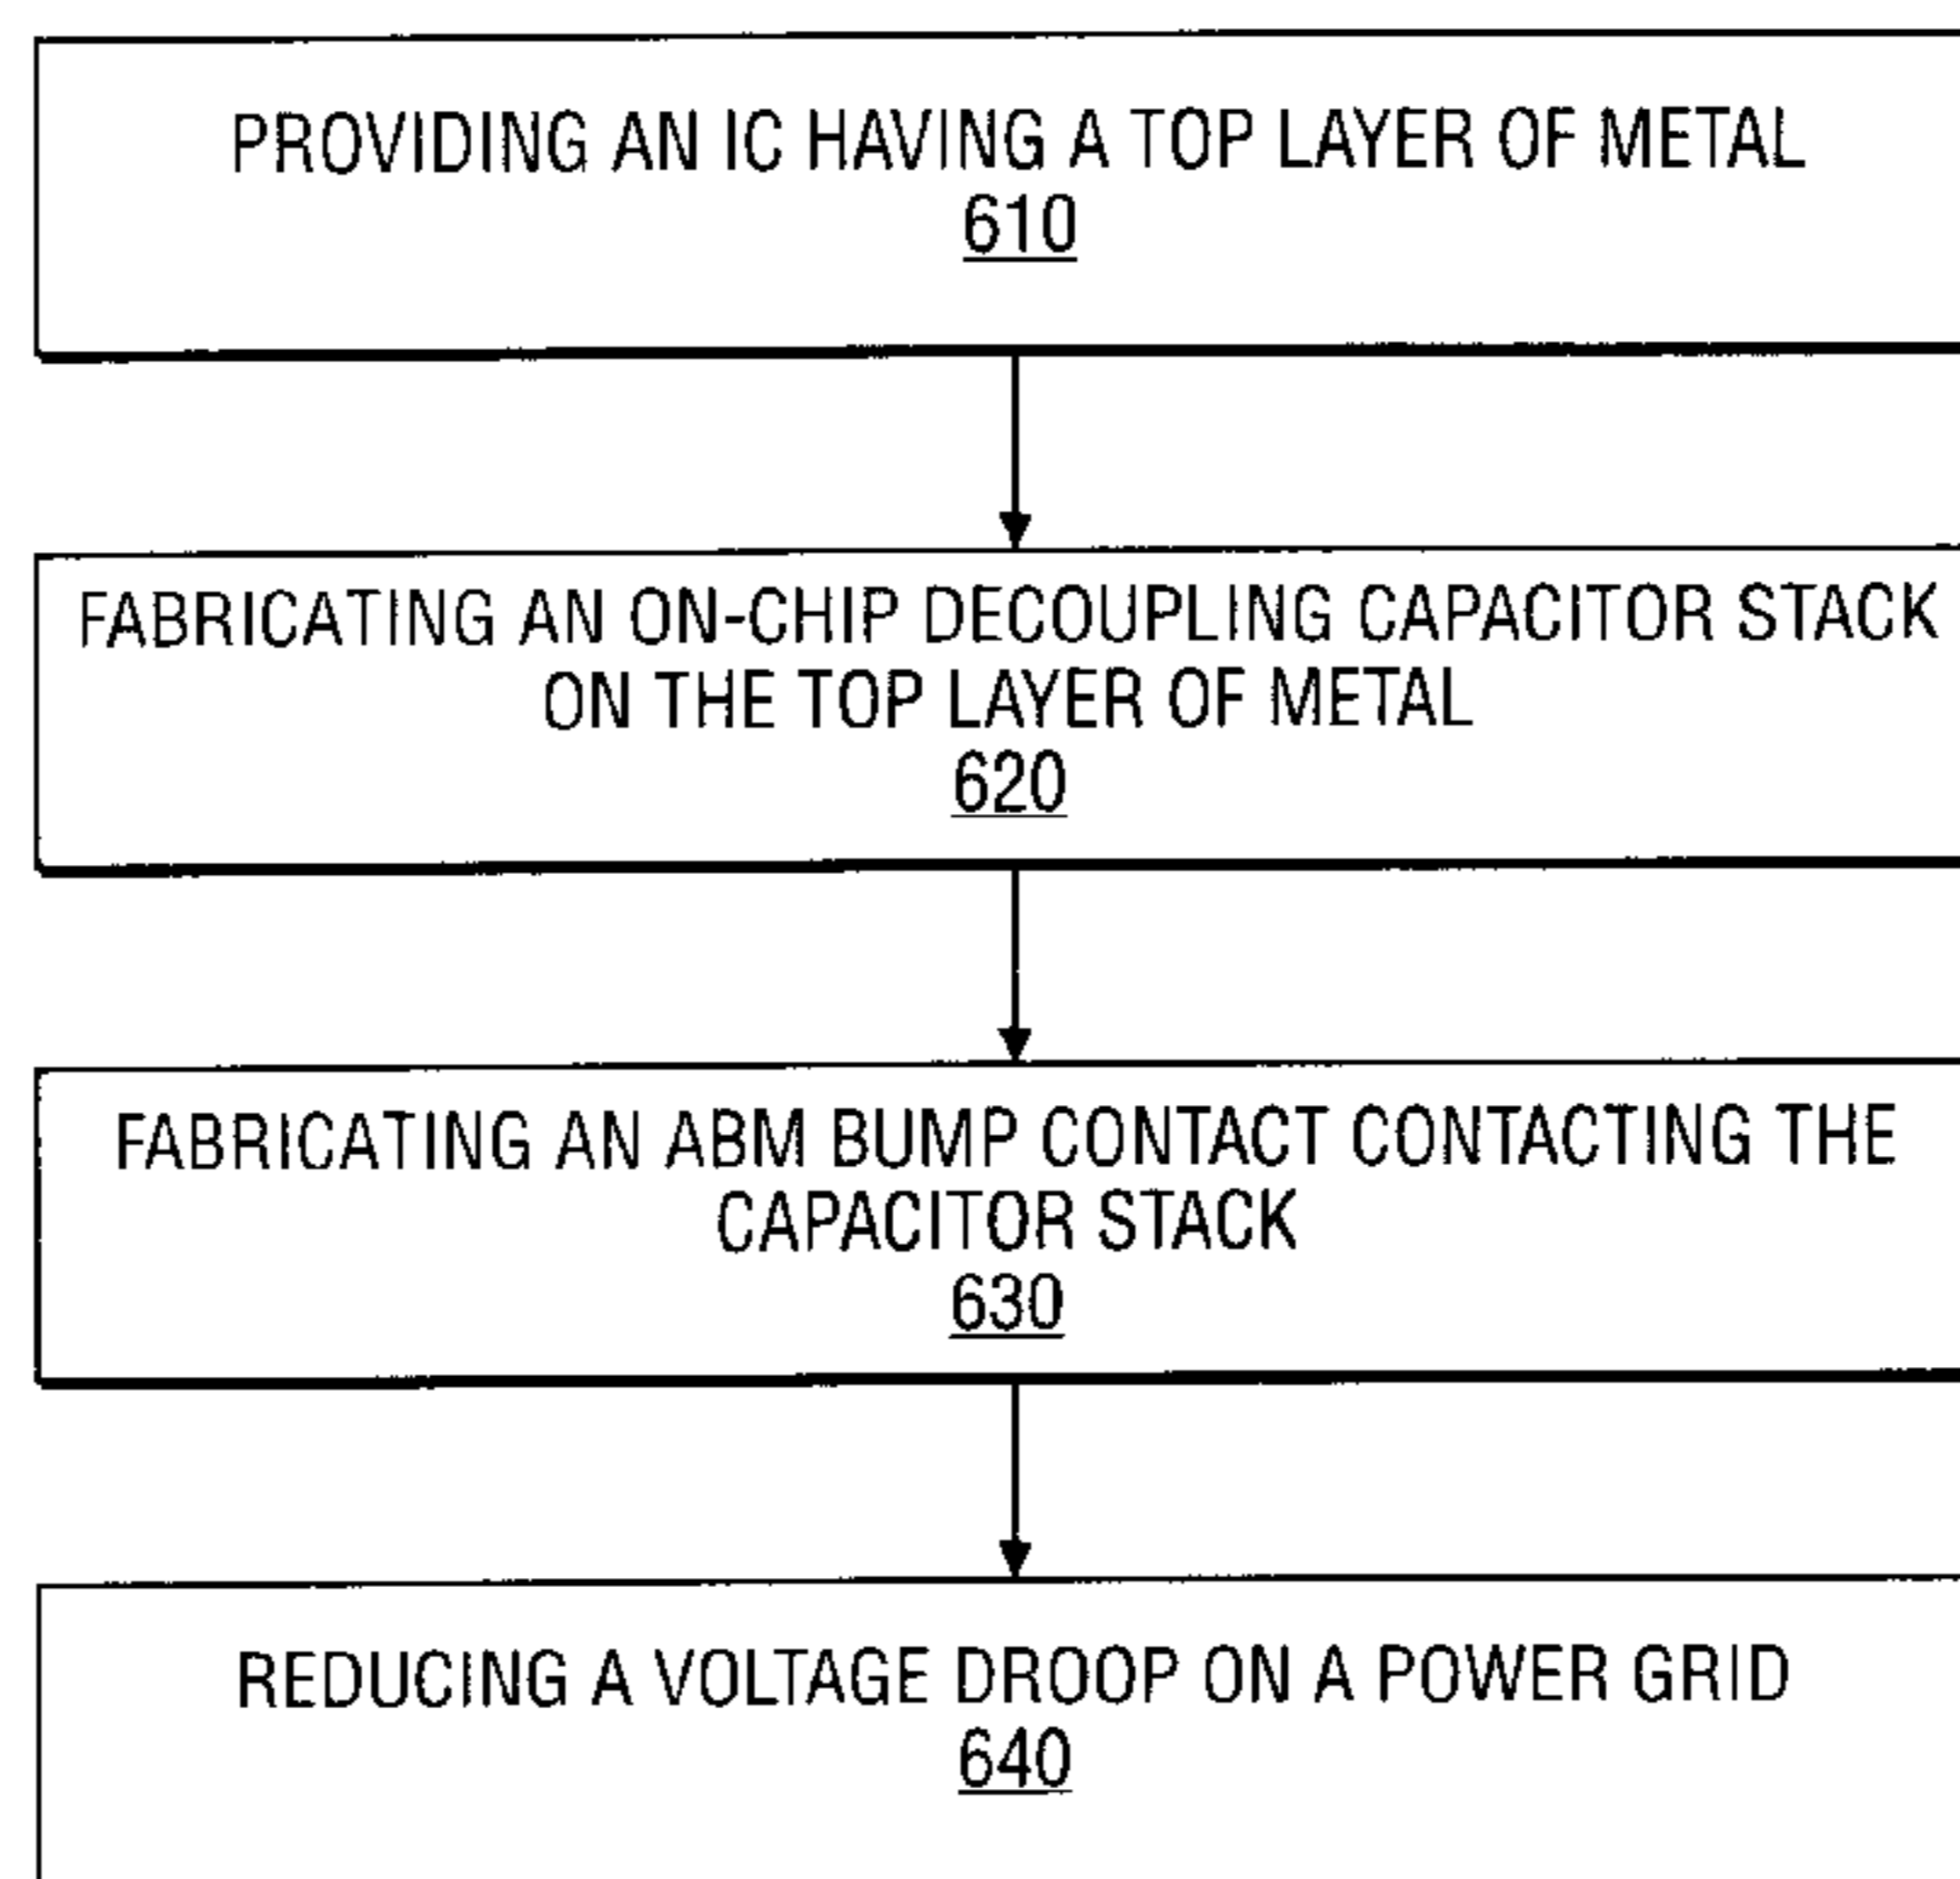 PROVIDING AN IC HAVING A TOP LAYER OF METAL
610
FABRICATING AN ON-CHIP DECOUPLING CAPACITOR STACK
ON THE TOP LAYER OF METAL
620
FABRICATING AN ABM BUMP CONTACT CONTACTING THE
CAPACITOR STACK
630
REDUCING A VOLTAGE DROOP ON A POWER GRID
640